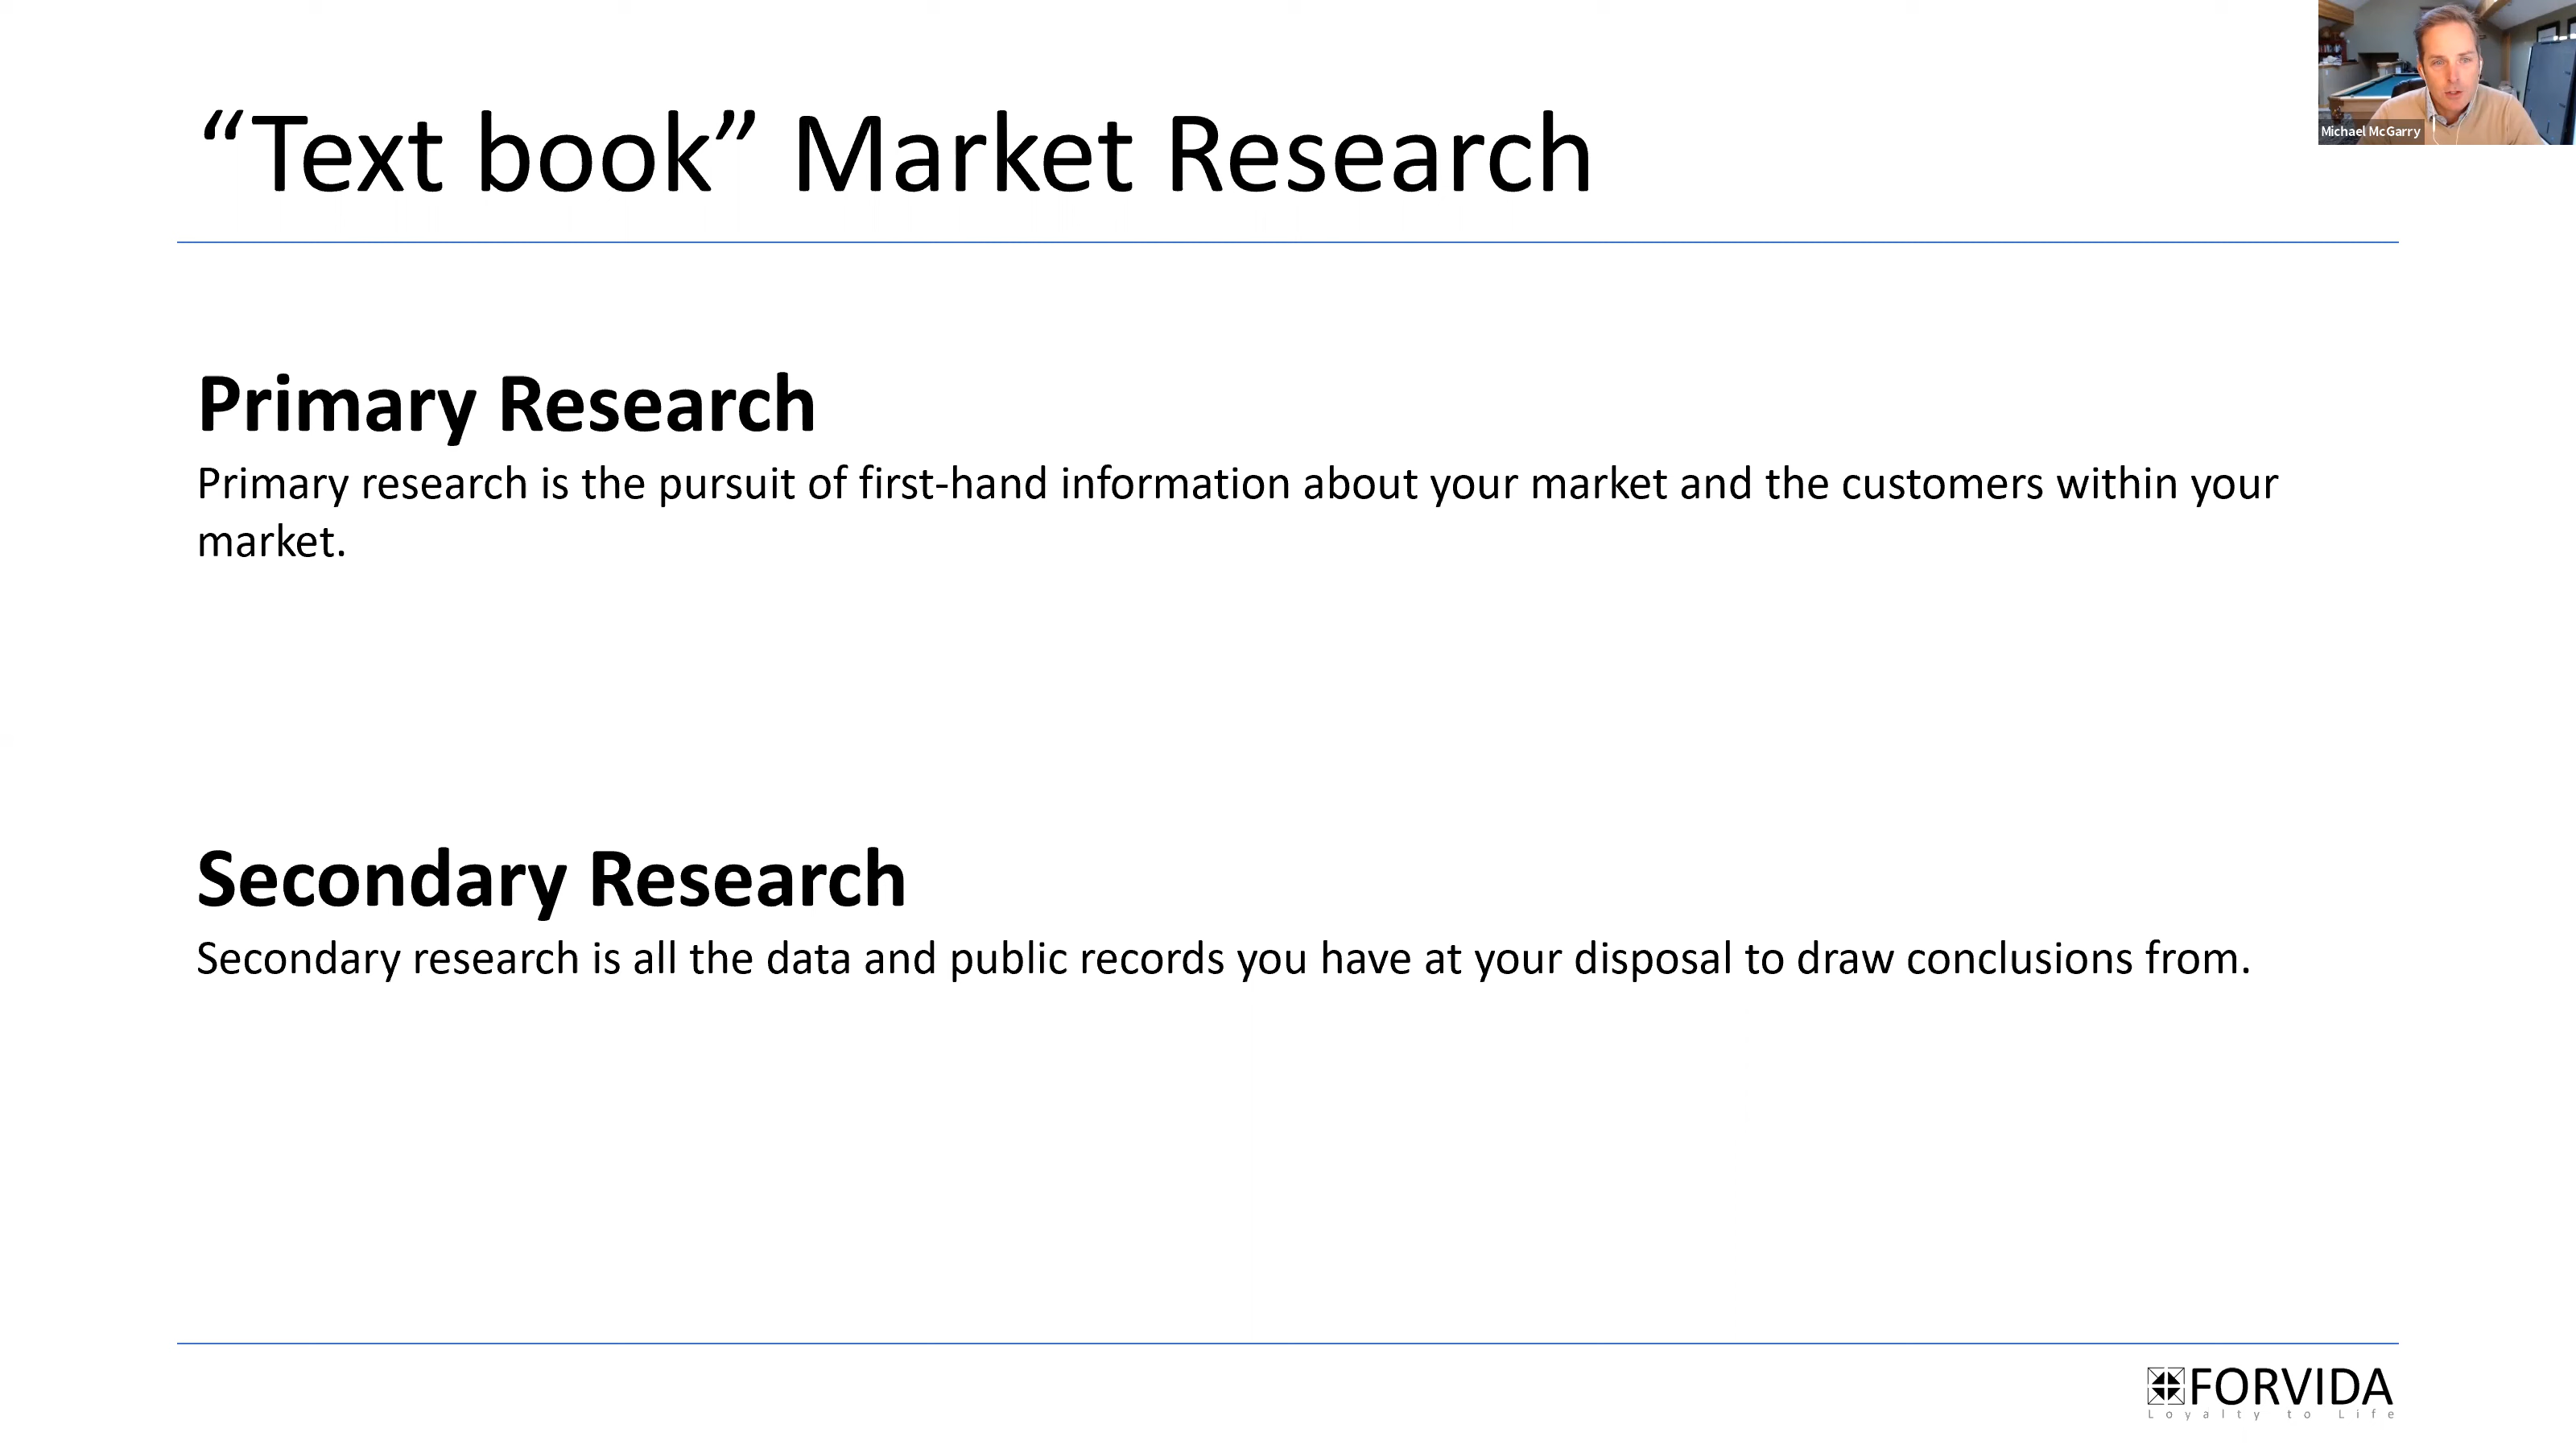 “Text book” Market Research
Michael McGarry
Primary Research
Primary research is the pursuit of first-hand information about your market and the customers within your
market.
Secondary Research
Secondary research is all the data and public records you have at your disposal to draw conclusions from.
FORVIDA
Loyalty to Life